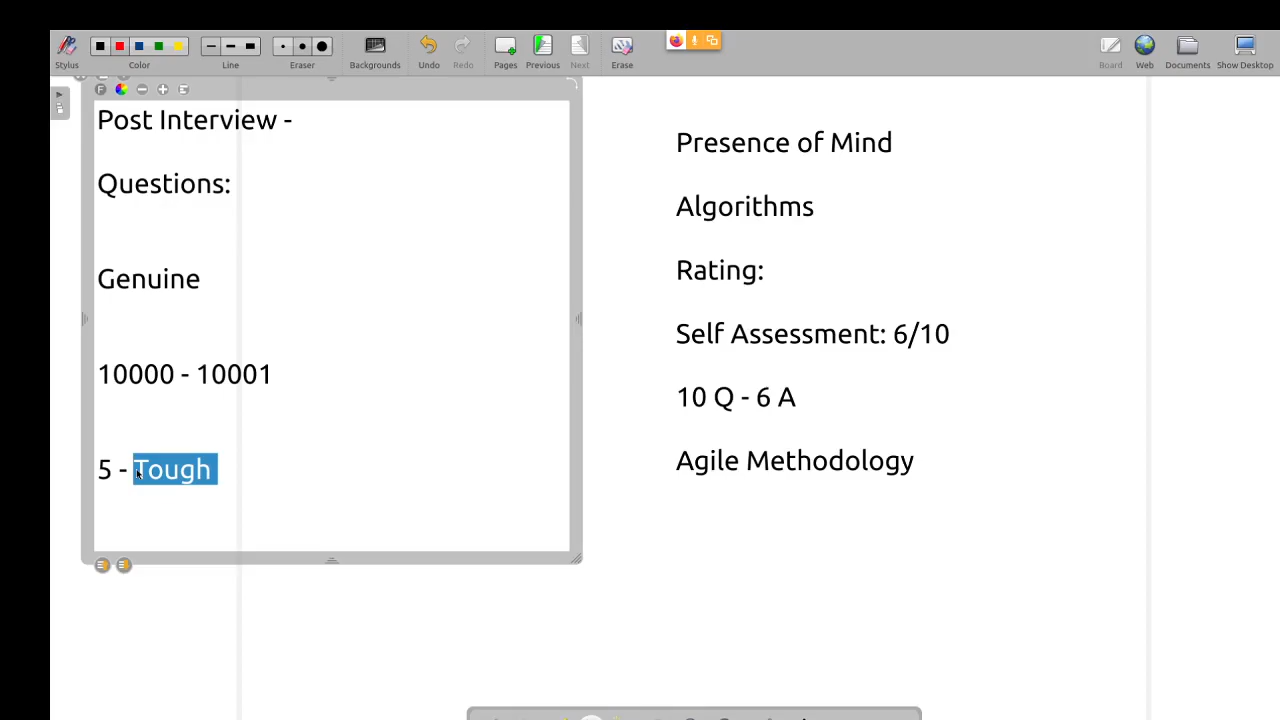 Stylus
Color
Line
Eraser
Backgrounds
Undo
Redo
Pages
Previous
Next
Erase
Board
Web
Documents
Show Desktop
F
Post Interview -
Questions:
Genuine
10000 - 10001
5 - Tough
Presence of Mind
Algorithms
Rating:
Self Assessment: 6/10
10 Q - 6 A
Agile Methodology